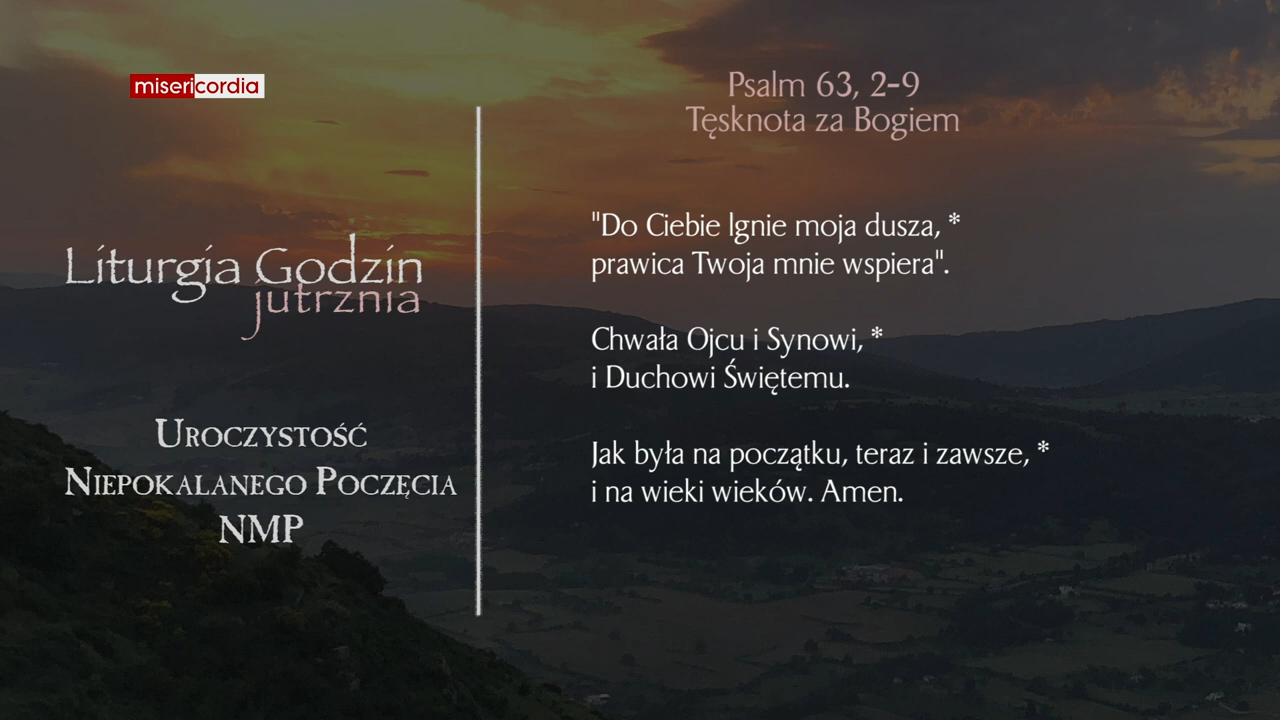 misericordia
Liturgia Godzin
jutrznia
Uroczystość
Niepokalanego Poczęcia
NMP
Psalm 63, 2-9
Tęsknota za Bogiem
"Do Ciebie lgnie moja dusza, *
prawica Twoja mnie wspiera".
Chwała Ojcu i Synowi, *
i Duchowi Świętemu.
Jak była na początku, teraz i zawsze, *
i na wieki wieków. Amen.